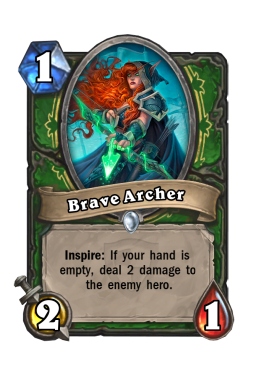 1
Brave Archer
Inspire: If your hand is
empty, deal 2 damage to
the enemy hero.
2
1